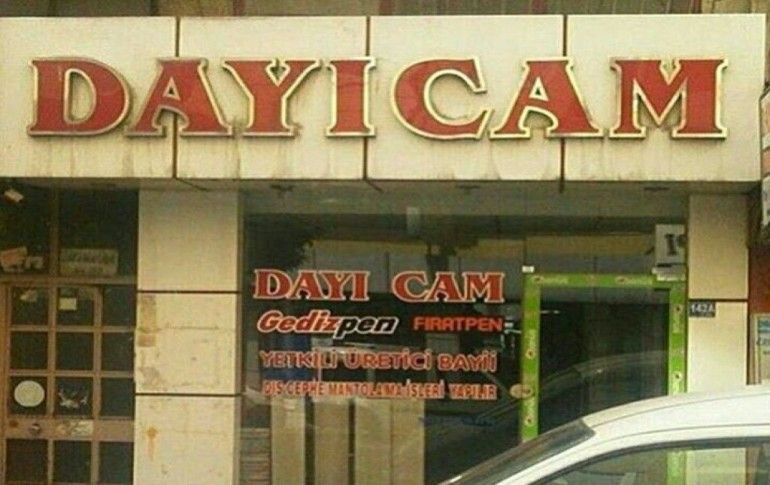 DAYICAM
DAYI CAM
Gedizpen FIRATPEN
YETKİLİ ÜRETİCİ BAYİİ
DIŞ CEPHE MANTOLAMA İŞLERİ YAPILIR
142A